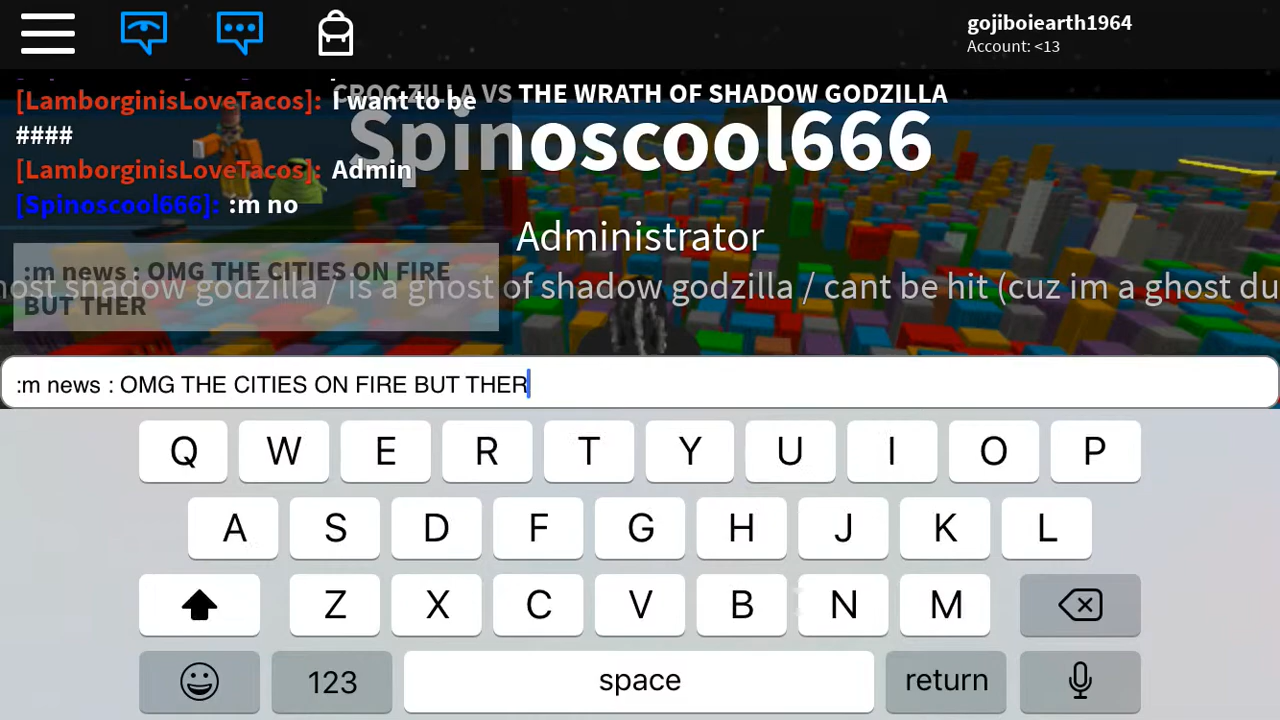 gojiboiearth1964
Account: <13
CROC ZILLA VS THE WRATH OF SHADOW GODZILLA
Spinoscool666
Administrator
host shadow godzilla / is a ghost of shadow godzilla / cant be hit (cuz im a ghost du
[LamborginisLoveTacos]: I want to be
####
[LamborginisLoveTacos]: Admin
[Spinoscool666]: :m no
:m news : OMG THE CITIES ON FIRE
BUT THER
:m news : OMG THE CITIES ON FIRE BUT THER
Q W E R T Y U I O P
A S D F G H J K L
Z X C V B N M
123 space return